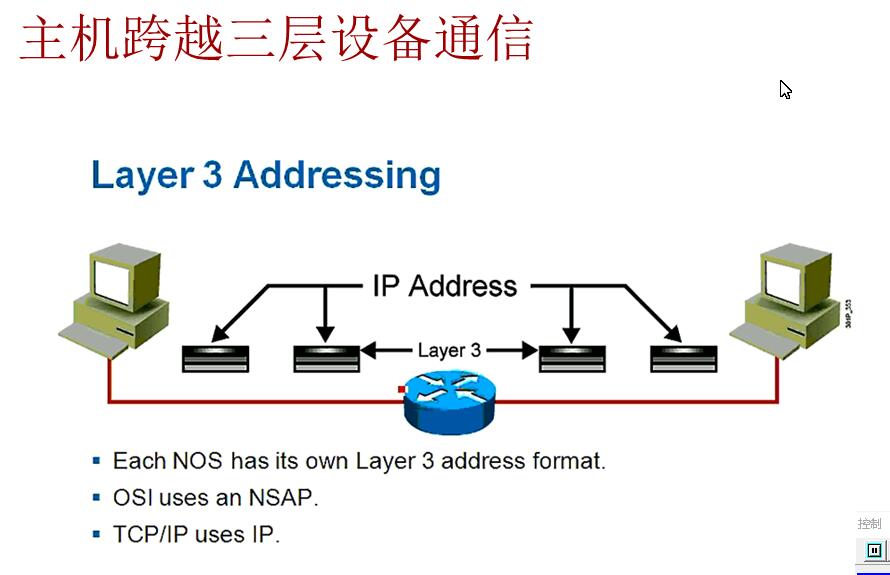 主机跨越三层设备通信
Layer 3 Addressing
IP Address
Layer 3
▪ Each NOS has its own Layer 3 address format.
▪ OSI uses an NSAP.
▪ TCP/IP uses IP.
控制